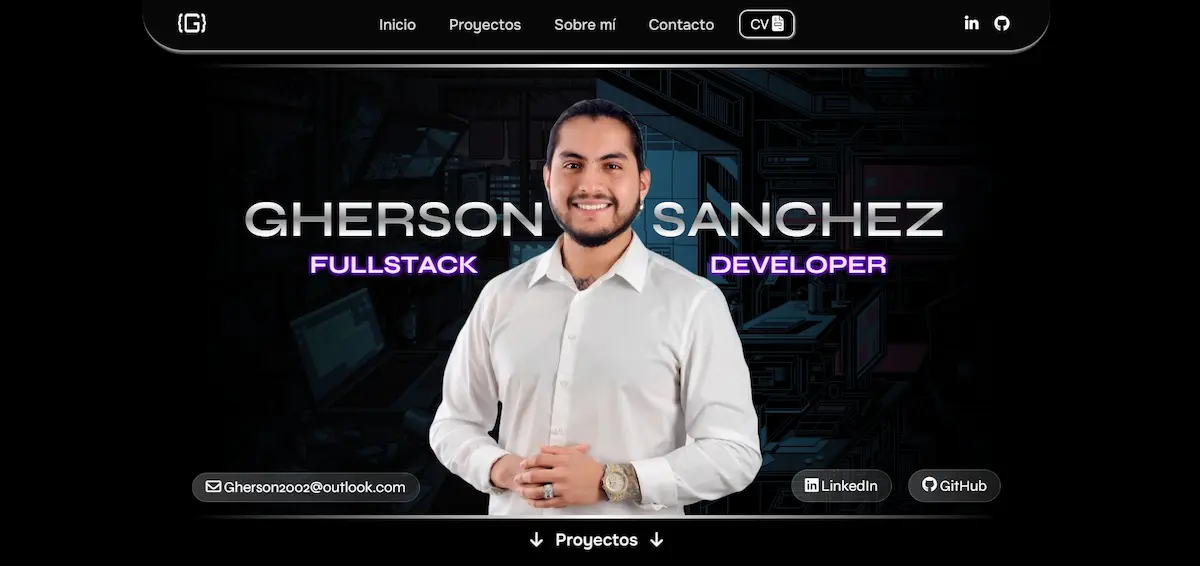 {G}
Inicio Proyectos Sobre mí Contacto CV
GHERSON SANCHEZ
FULLSTACK DEVELOPER
Gherson2002@outlook.com LinkedIn GitHub
↓ Proyectos ↓